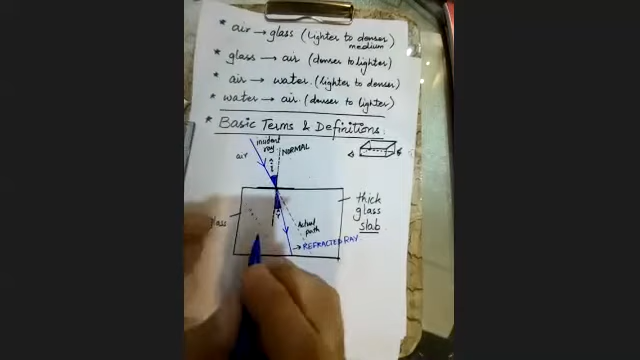 * air → glass (lighter to denser medium)
* glass → air (denser to lighter)
* air → water (lighter to denser)
* water → air (denser to lighter)
* Basic Terms & Definitions
incident ray
NORMAL
air
thick glass slab
Actual path
→ REFRACTED RAY